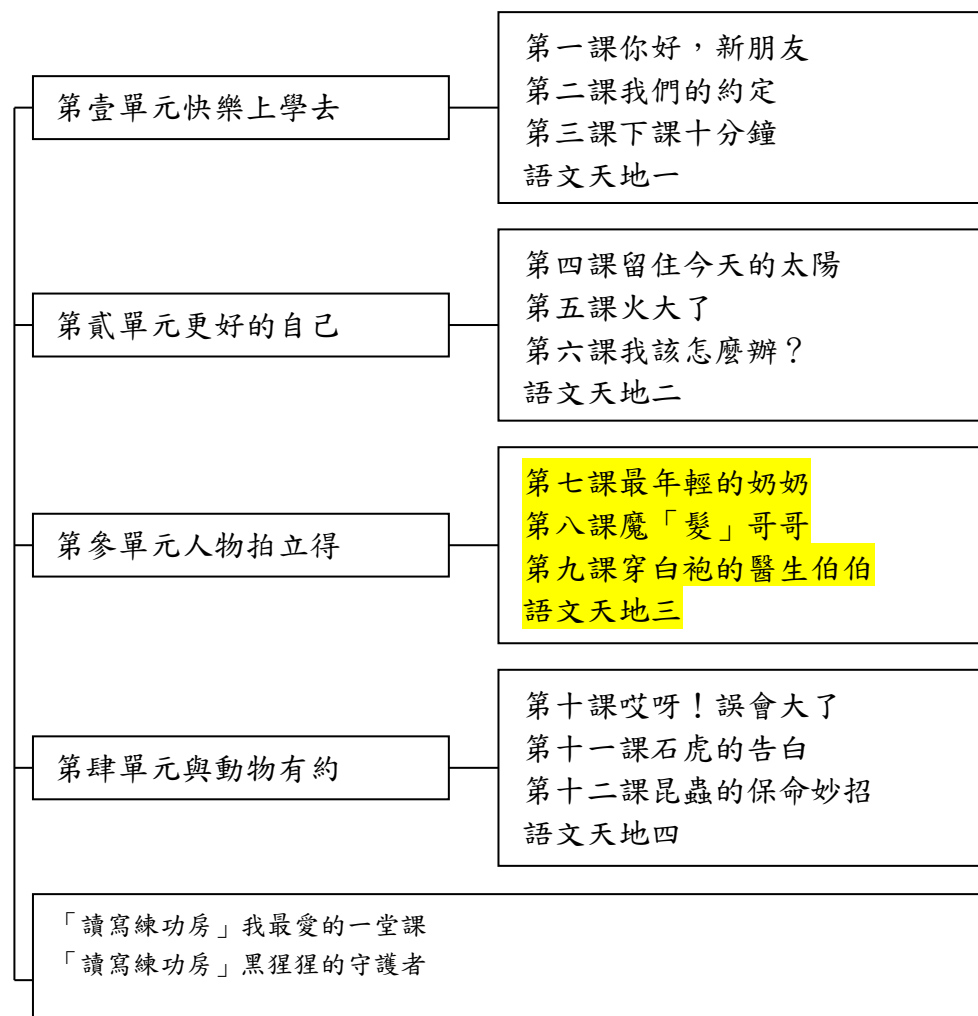 第壹單元快樂上學去
第一課你好，新朋友
第二課我們的約定
第三課下課十分鐘
語文天地一
第貳單元更好的自己
第四課留住今天的太陽
第五課火大了
第六課我該怎麼辦？
語文天地二
第參單元人物拍立得
第七課最年輕的奶奶
第八課魔「髮」哥哥
第九課穿白袍的醫生伯伯
語文天地三
第肆單元與動物有約
第十課哎呀！誤會大了
第十一課石虎的告白
第十二課昆蟲的保命妙招
語文天地四
「讀寫練功房」我最愛的一堂課
「讀寫練功房」黑猩猩的守護者